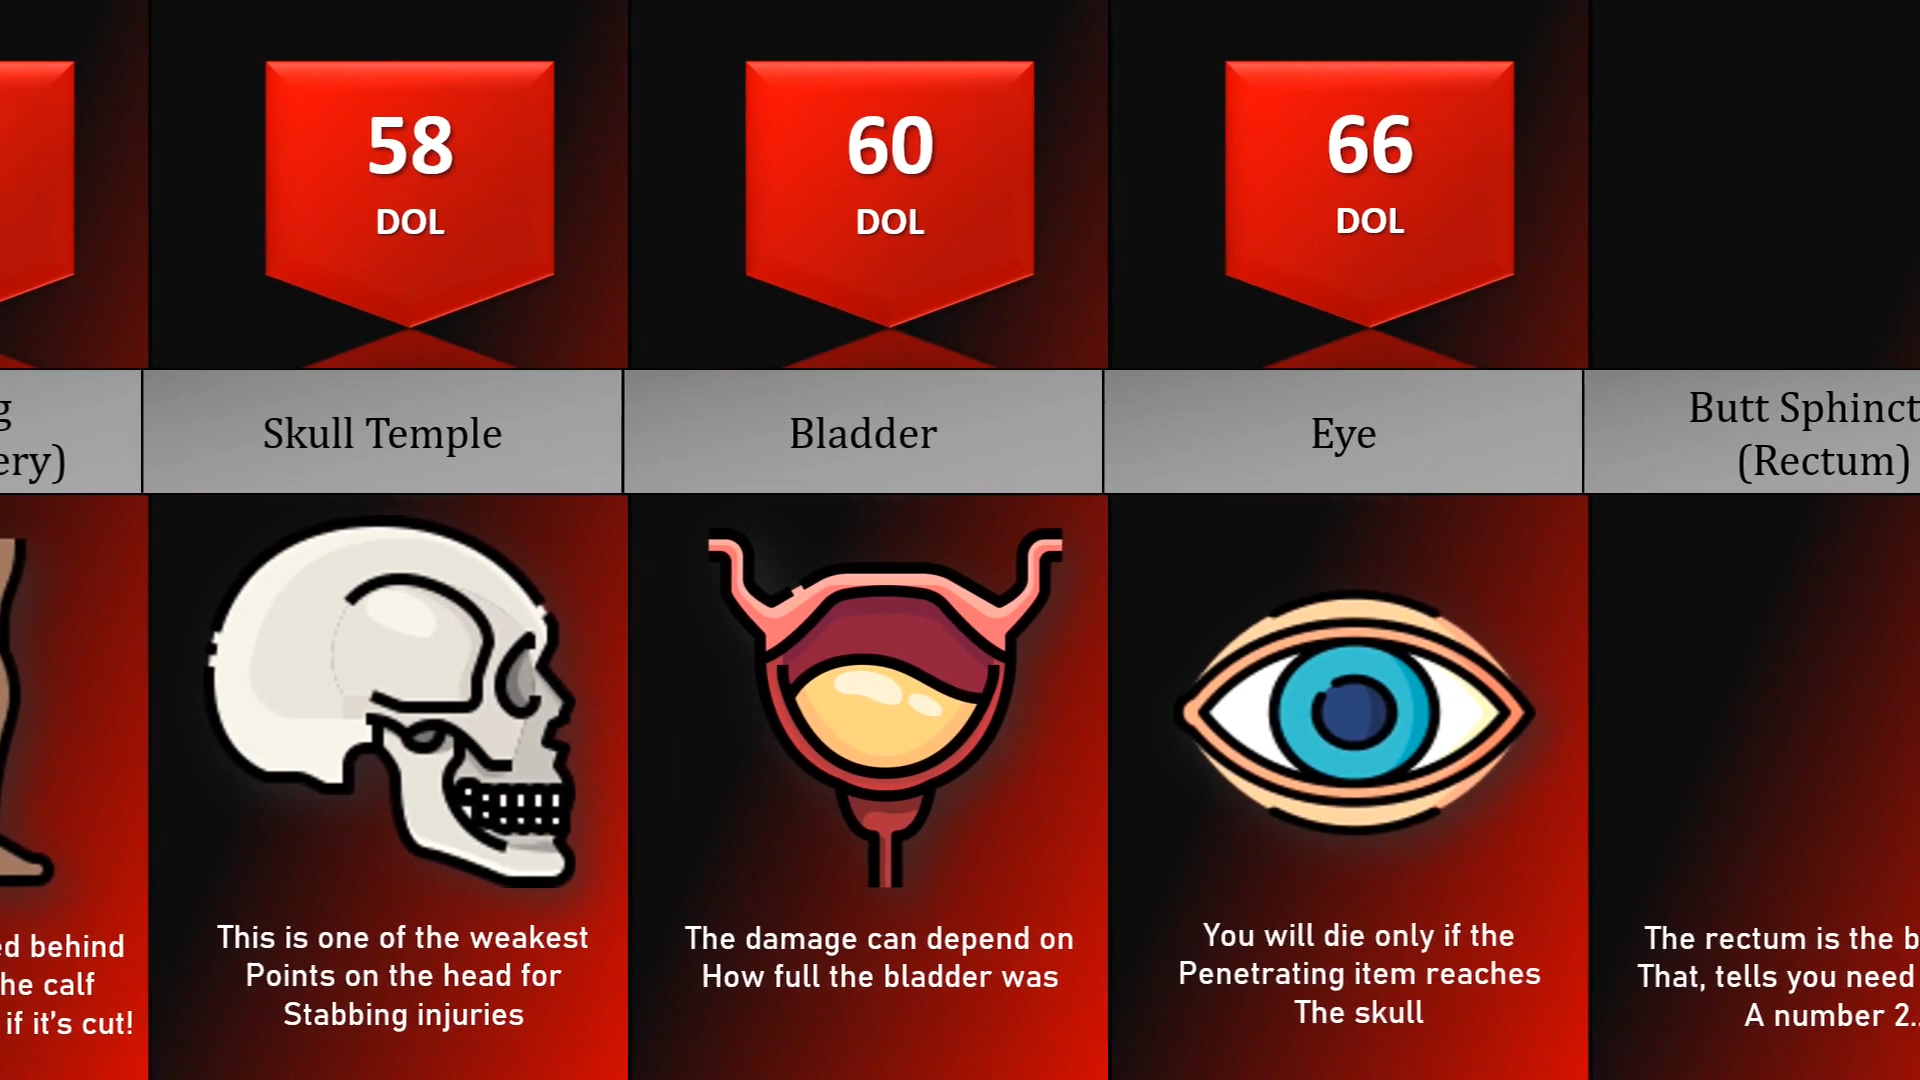 58
DOL
60
DOL
66
DOL
Skull Temple
Bladder
Eye
Butt
(Rectum)
behind
calf
if it's cut!
This is one of the weakest
Points on the head for
Stabbing injuries
The damage can depend on
How full the bladder was
You will die only if the
Penetrating item reaches
The skull
The rectum is the
That, tells you need
A number 2..